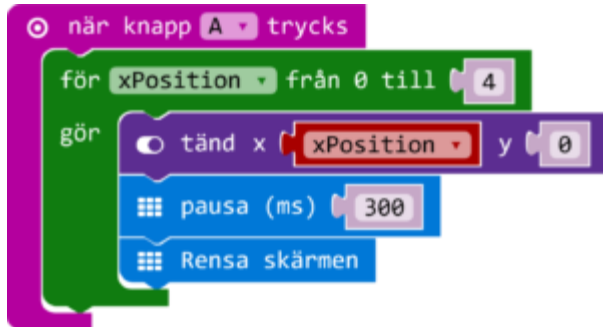 när knapp A trycks
för xPosition från 0 till 4
gör
tänd x xPosition y 0
pausa (ms) 300
Rensa skärmen